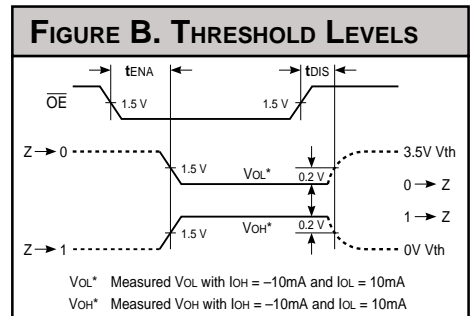 FIGURE B. THRESHOLD LEVELS
tENA tDIS
OE 1.5 V 1.5 V
Z 0 3.5V Vth
1.5 V VOL* 0.2 V
0 Z
1 Z
1.5 V VOH* 0.2 V
Z 1 0V Vth
VOL* Measured VOL with IOH = –10mA and IOL = 10mA
VOH* Measured VOH with IOH = –10mA and IOL = 10mA